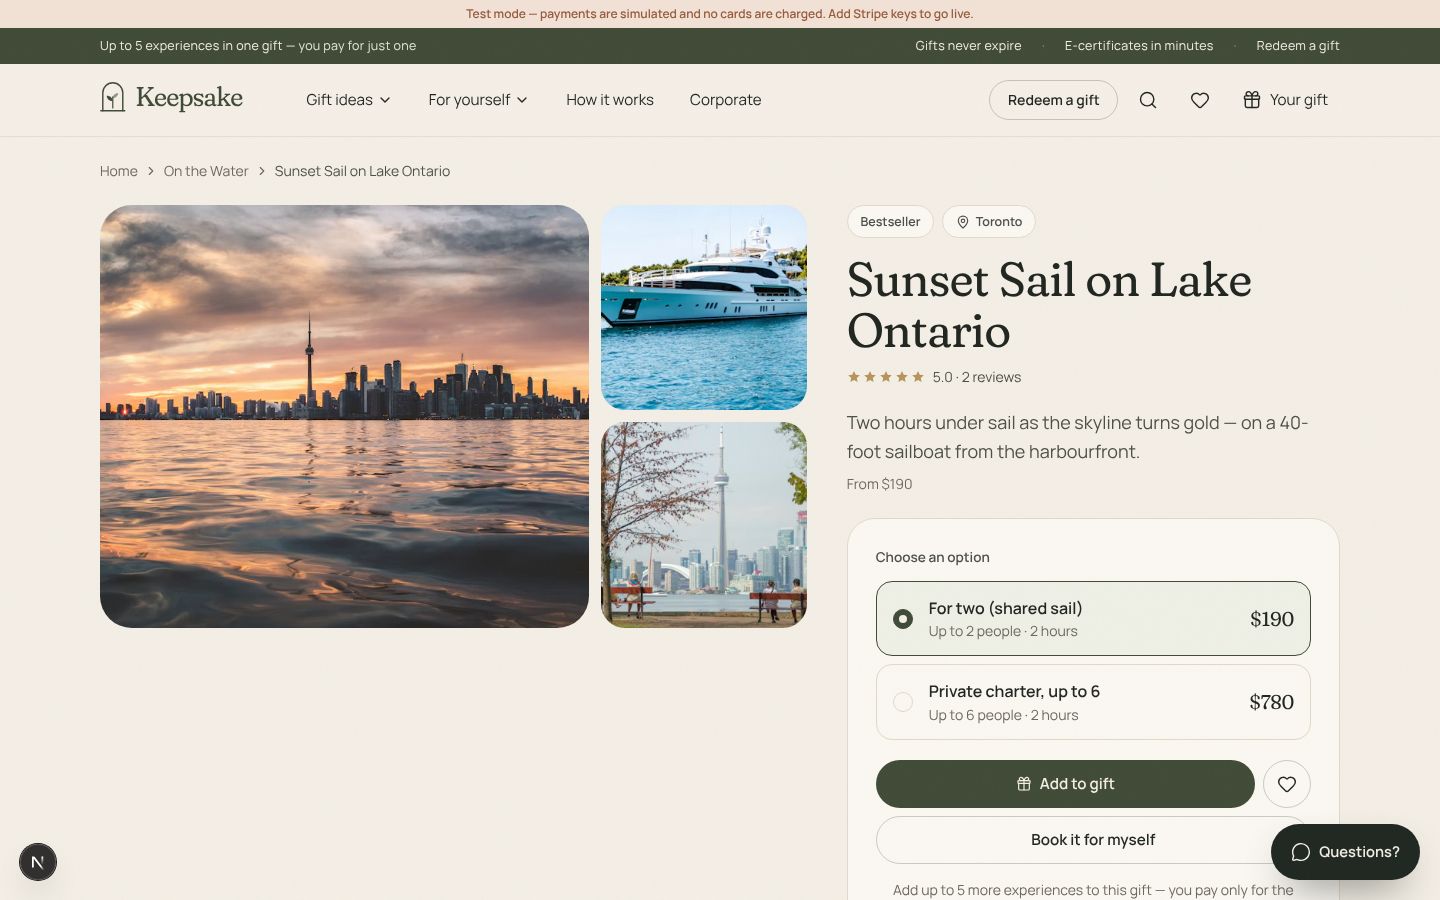 Test mode — payments are simulated and no cards are charged. Add Stripe keys to go live.
Up to 5 experiences in one gift — you pay for just one
Gifts never expire · E-certificates in minutes · Redeem a gift
Keepsake
Gift ideas
For yourself
How it works
Corporate
Redeem a gift
Your gift
Home > On the Water > Sunset Sail on Lake Ontario
Bestseller
Toronto
Sunset Sail on Lake
Ontario
5.0 · 2 reviews
Two hours under sail as the skyline turns gold — on a 40-
foot sailboat from the harbourfront.
From $190
Choose an option
For two (shared sail)
Up to 2 people · 2 hours
$190
Private charter, up to 6
Up to 6 people · 2 hours
$780
Add to gift
Book it for myself
Add up to 5 more experiences to this gift — you pay only for the
N
Questions?